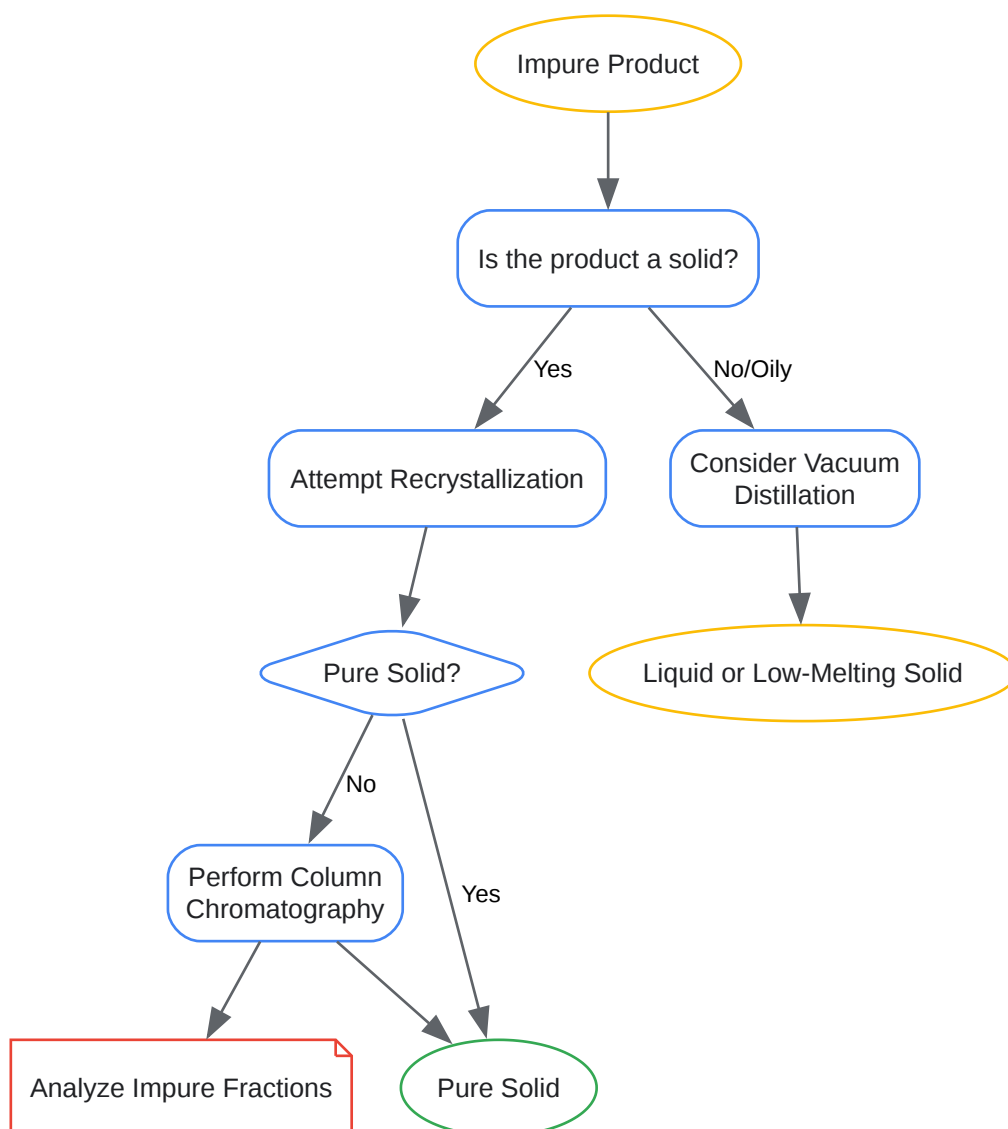 Impure Product
Is the product a solid?
Yes
No/Oily
Attempt Recrystallization
Consider Vacuum
Distillation
Pure Solid?
Liquid or Low-Melting Solid
No
Perform Column
Chromatography
Yes
Analyze Impure Fractions
Pure Solid